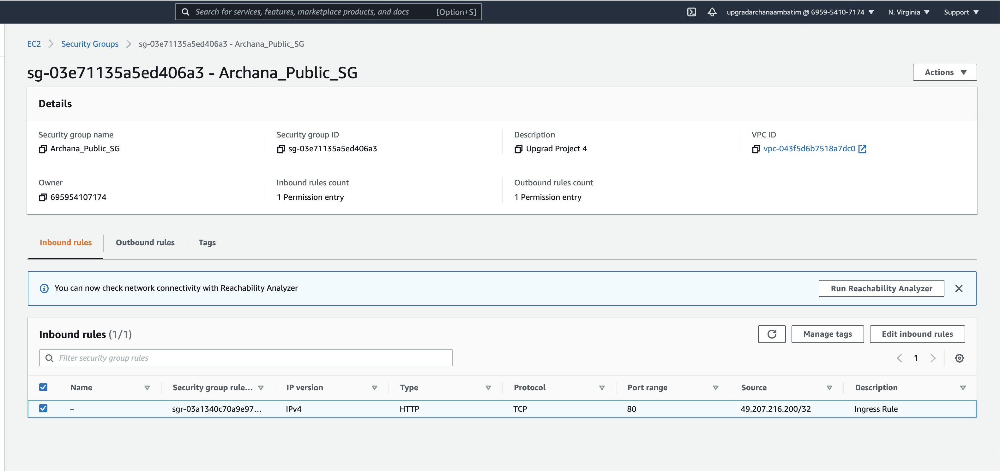 Search for services, features, marketplace products, and docs [Option+S] upgradarchanaambatim @ 6959-5410-7174 N. Virginia Support
EC2 Security Groups sg-03e71135a5ed406a3 - Archana_Public_SG
sg-03e71135a5ed406a3 - Archana_Public_SG Actions
Details
Security group name Security group ID Description VPC ID
Archana_Public_SG sg-03e71135a5ed406a3 Upgrad Project 4 vpc-043f5d6b7518a7dc0
Owner Inbound rules count Outbound rules count
695954107174 1 Permission entry 1 Permission entry
Inbound rules Outbound rules Tags
You can now check network connectivity with Reachability Analyzer Run Reachability Analyzer
Inbound rules (1/1) Manage tags Edit inbound rules
Filter security group rules 1
Name Security group rule... IP version Type Protocol Port range Source Description
– sgr-03a1340c70a9e97... IPv4 HTTP TCP 80 49.207.216.200/32 Ingress Rule